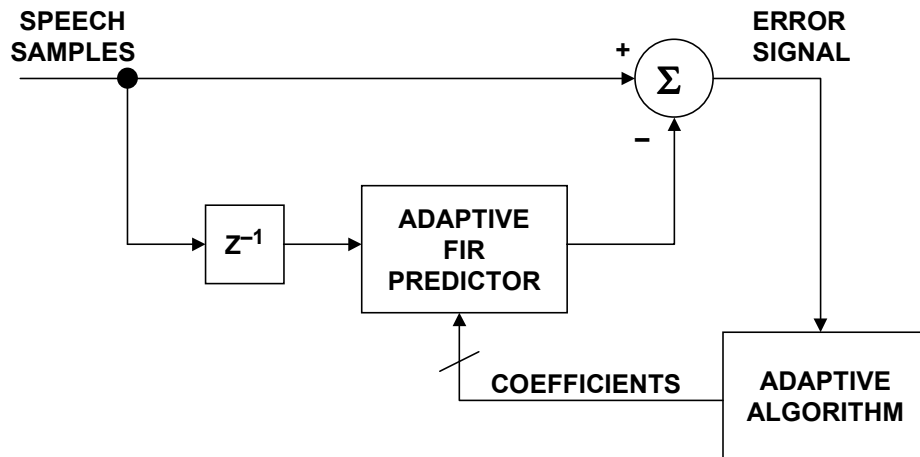 SPEECH
SAMPLES
ERROR
SIGNAL
+
Σ
–
Z–1
ADAPTIVE
FIR
PREDICTOR
COEFFICIENTS
ADAPTIVE
ALGORITHM